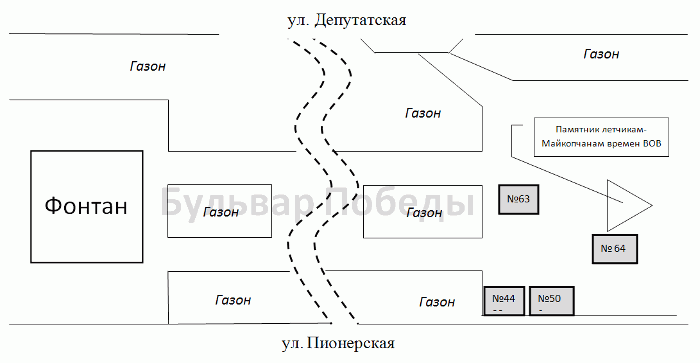 ул. Депутатская
Газон
Газон
Газон
Памятник летчикам-
Майкопчанам времен ВОВ
Фонтан
Бульвар Победы
Газон
Газон
№63
№ 64
Газон
Газон
№44
--
№50
-
ул. Пионерская